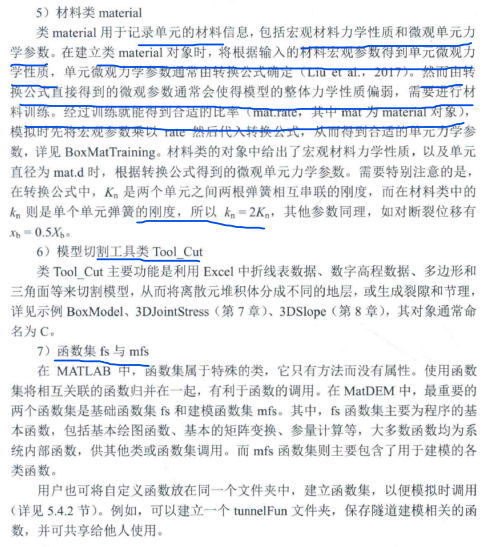 5）材料类 material
类 material 用于记录单元的材料信息，包括宏观材料力学性质和微观单元力
学参数。在建立类 material 对象时，将根据输入的材料宏观参数得到单元微观力
学性质，单元微观力学参数通常由转换公式确定（Liu et al.，2017）。然而由转
换公式直接得到的微观参数通常会使得模型的整体力学性质偏弱，需要进行材
料训练。经过训练就能得到合适的比率（mat.rate，其中 mat 为 material 对象），
模拟时先将宏观参数乘以 rate 然后代入转换公式，从而得到合适的单元力学参
数，详见 BoxMatTraining。材料类的对象中给出了宏观材料力学性质，以及单元
直径为 mat.d 时，根据转换公式得到的微观单元力学参数。需要特别注意的是，
在转换公式中，Kn 是两个单元之间两根弹簧相互串联的刚度，而在材料类中的
kn 则是单个单元弹簧的刚度，所以 kn = 2Kn，其他参数同理，如对断裂位移有
xb = 0.5Xb。
6）模型切割工具类 Tool_Cut
类 Tool_Cut 主要功能是利用 Excel 中折线表数据、数字高程数据、多边形和
三角面等来切割模型，从而将离散元堆积体分成不同的地层，或生成裂隙和节理，
详见示例 BoxModel、3DJointStress（第 7 章）、3DSlope（第 8 章），其对象通常命
名为 C。
7）函数集 fs 与 mfs
在 MATLAB 中，函数集属于特殊的类，它只有方法而没有属性。使用函数
集将相互关联的函数归并在一起，有利于函数的调用。在 MatDEM 中，最重要的
两个函数集是基础函数集 fs 和建模函数集 mfs。其中，fs 函数集主要为程序的基
本函数，包括基本绘图函数、基本的矩阵变换、参量计算等，大多数函数均为系
统内部函数，供其他类或函数集调用。而 mfs 函数集则主要包含了用于建模的各
类函数。
用户也可将自定义函数放在同一个文件夹中，建立函数集，以便模拟时调用
（详见 5.4.2 节）。例如，可以建立一个 tunnelFun 文件夹，保存隧道建模相关的函
数，并可共享给他人使用。